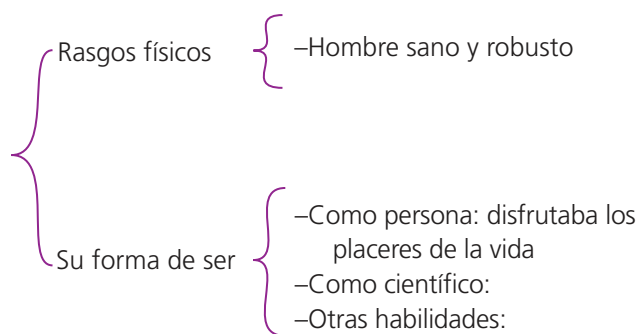 Rasgos físicos
–Hombre sano y robusto
Su forma de ser
–Como persona: disfrutaba los
placeres de la vida
–Como científico:
–Otras habilidades: